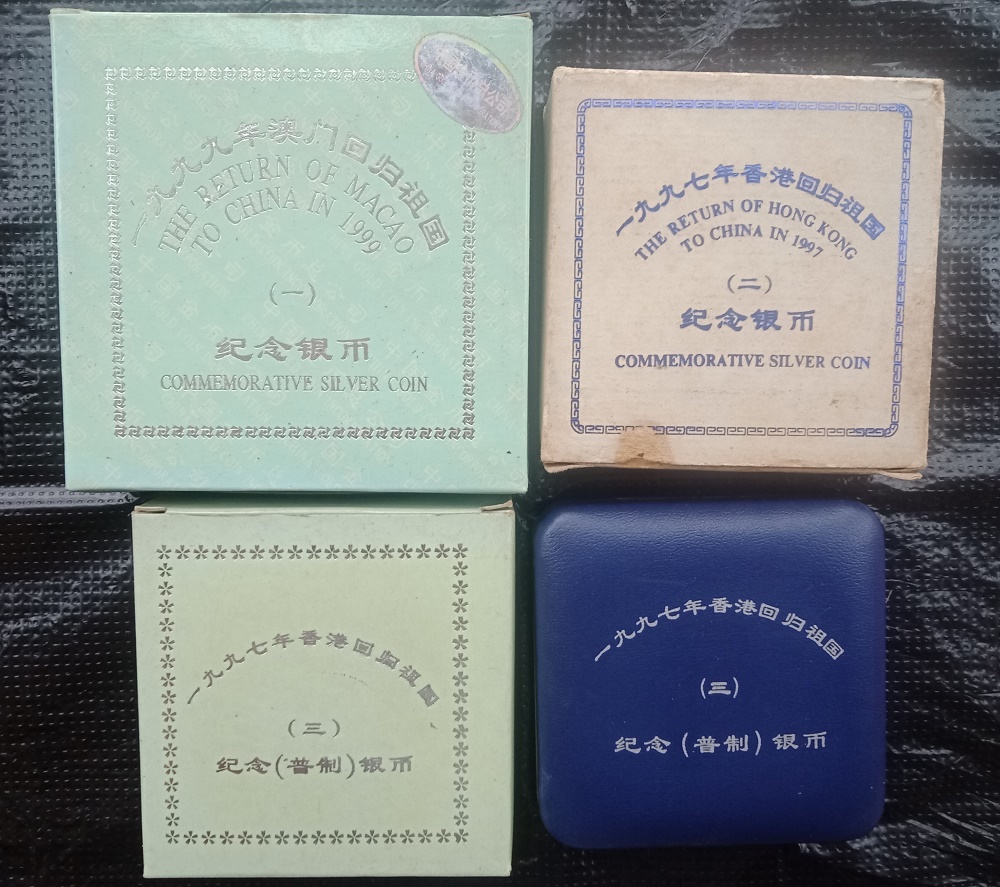 一九九九年澳门回归祖国
THE RETURN OF MACAO
TO CHINA IN 1999
(一)
纪念银币
COMMEMORATIVE SILVER COIN
一九九七年香港回归祖国
THE RETURN OF HONG KONG
TO CHINA IN 1997
(二)
纪念银币
COMMEMORATIVE SILVER COIN
一九九七年香港回归祖国
(三)
纪念(普制)银币
一九九七年香港回归祖国
(三)
纪念(普制)银币